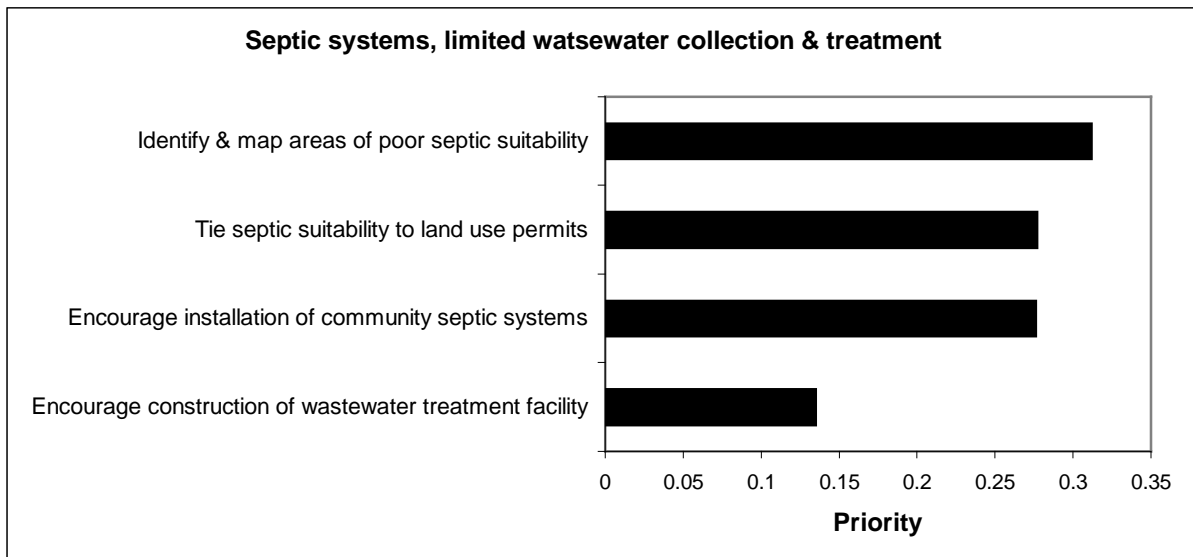 Septic systems, limited watsewater collection & treatment
Identify & map areas of poor septic suitability
Tie septic suitability to land use permits
Encourage installation of community septic systems
Encourage construction of wastewater treatment facility
0 0.05 0.1 0.15 0.2 0.25 0.3 0.35
Priority